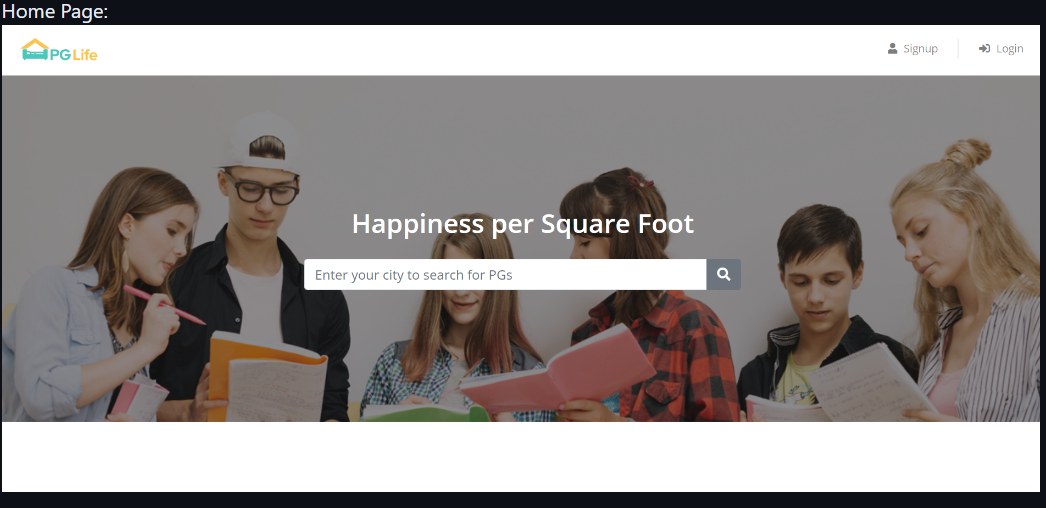 Home Page:
PG Life
Signup
Login
Happiness per Square Foot
Enter your city to search for PGs